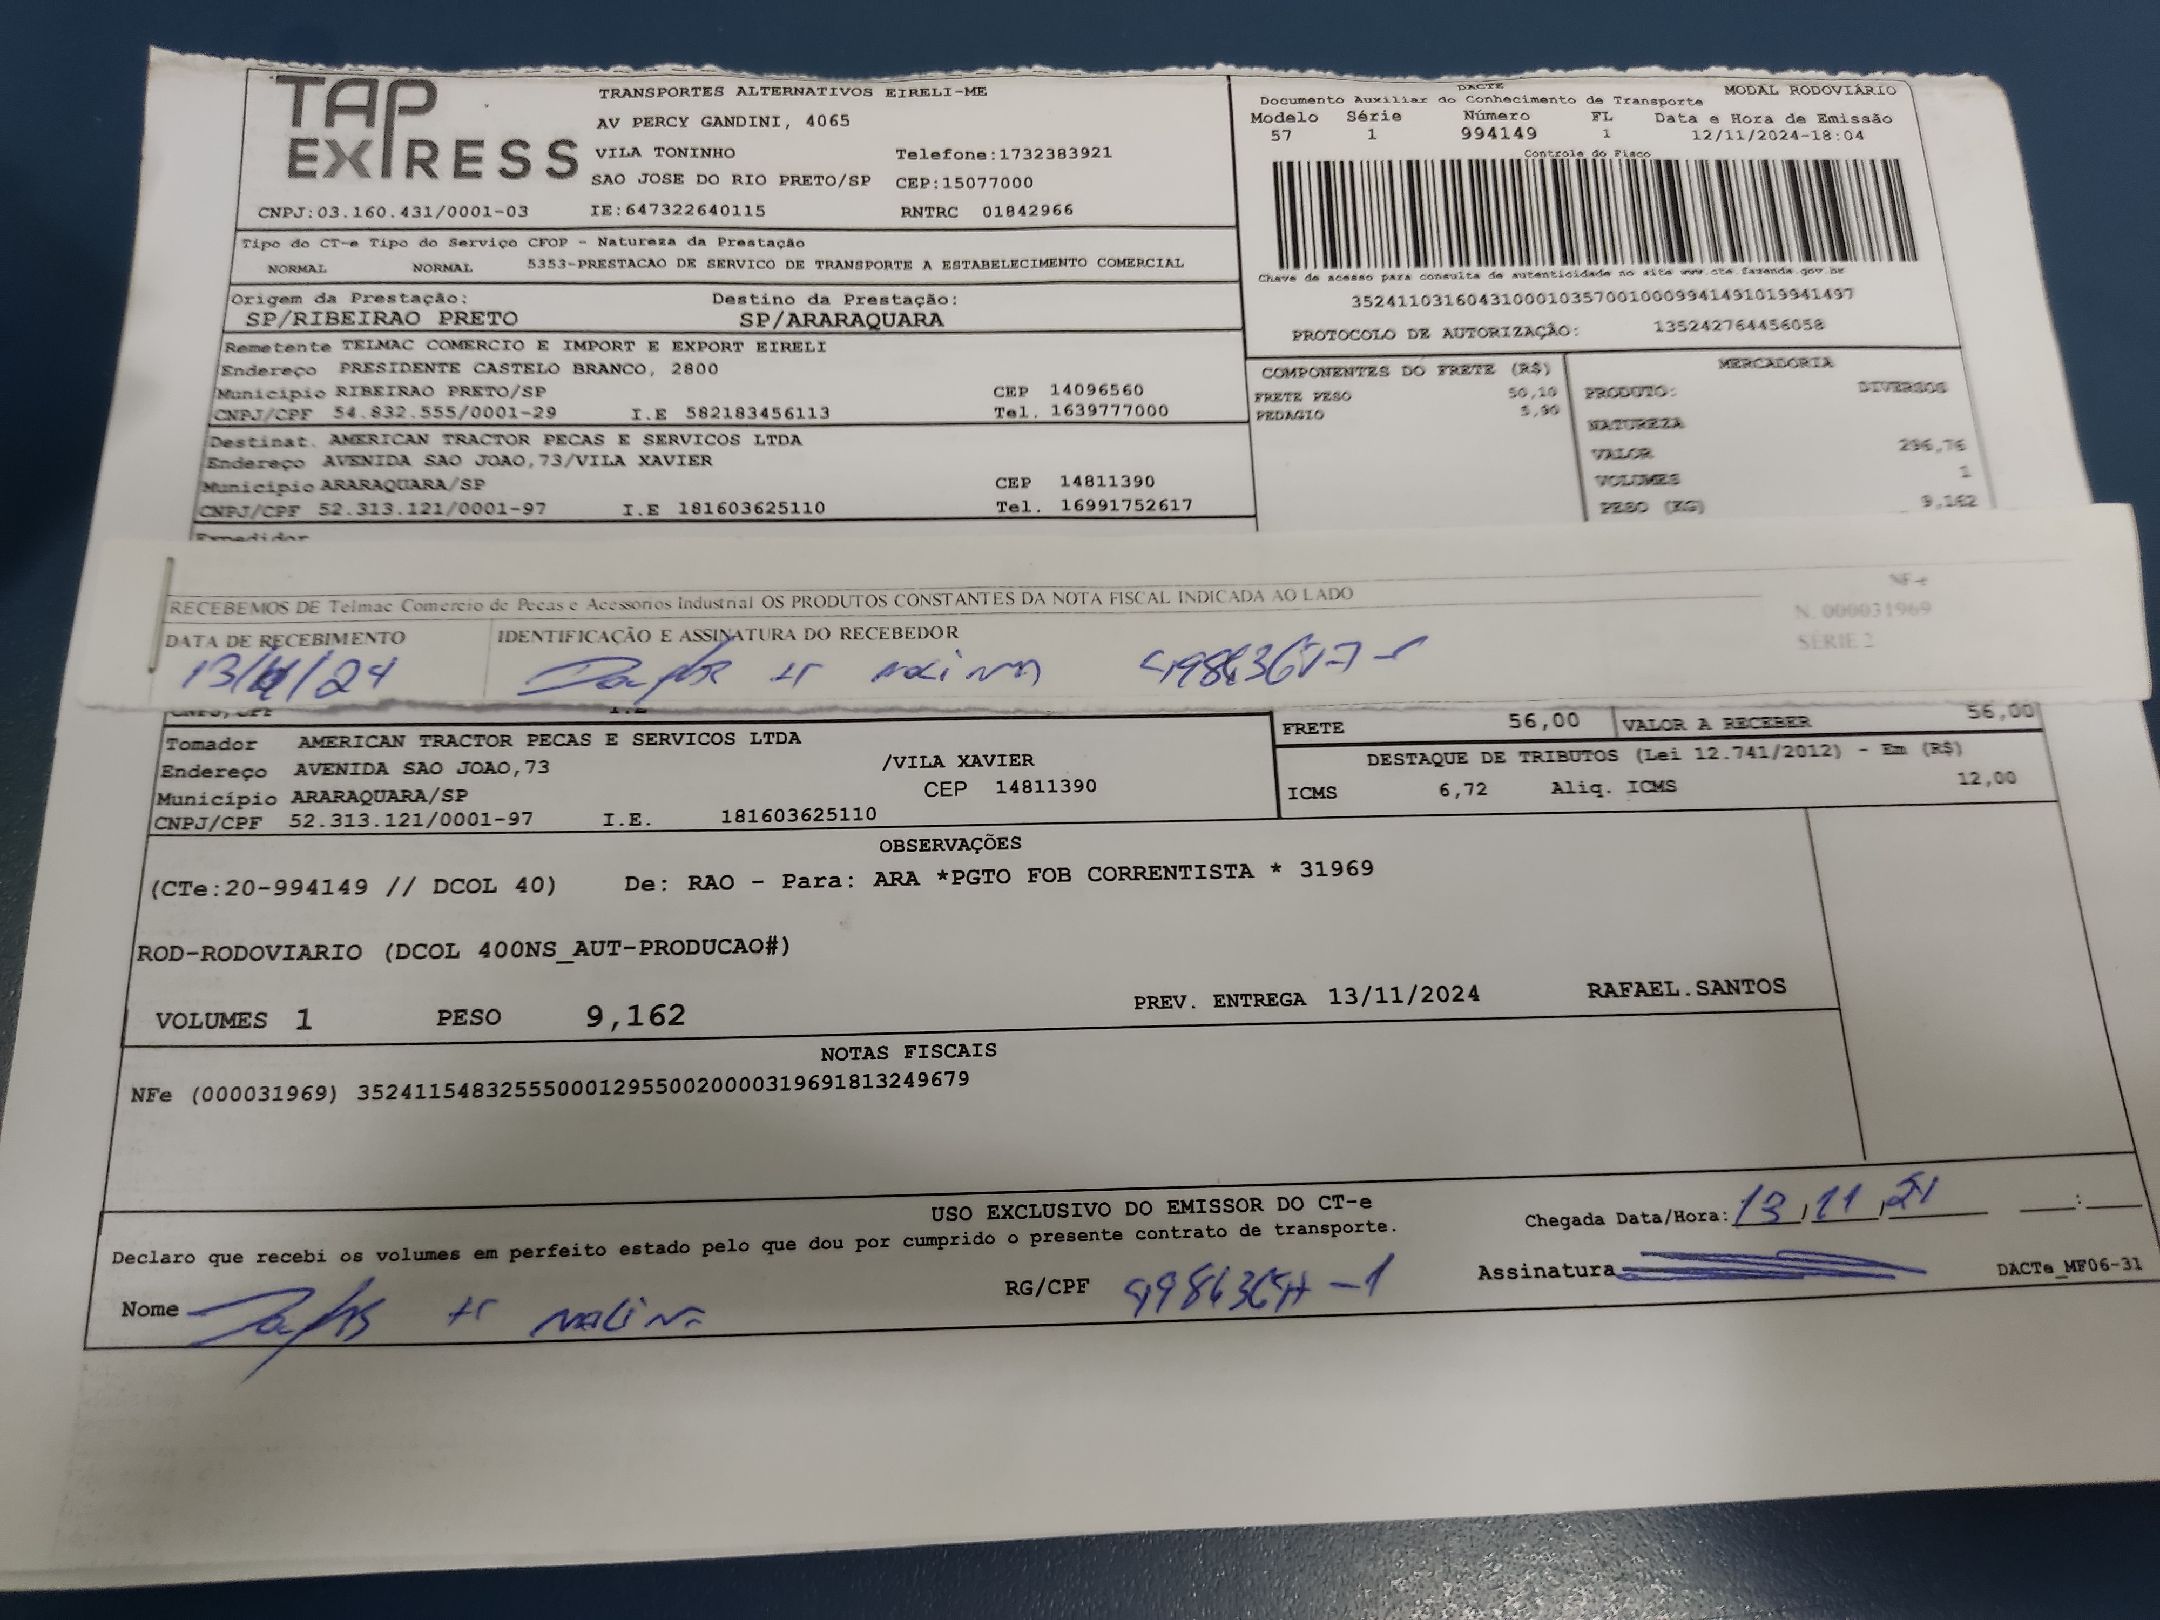 TAP EXPRESS
TRANSPORTES ALTERNATIVOS EIRELI-ME
AV PERCY GANDINI, 4065
VILA TONINHO Telefone:1732383921
SAO JOSE DO RIO PRETO/SP CEP:15077000
CNPJ:03.160.431/0001-03 IE:647322640115 RNTRC 01842966
DACTE MODAL RODOVIÁRIO
Documento Auxiliar do Conhecimento de Transporte
Modelo Série Número FL Data e Hora de Emissão
57 1 994149 1 12/11/2024-18:04
Controle do Fisco
Chave de acesso para consulta de autenticidade no site www.cte.fazenda.gov.br
35241103160431000103570010009941491019941497
PROTOCOLO DE AUTORIZAÇÃO: 135242764456058
Tipo do CT-e Tipo do Serviço CFOP - Natureza da Prestação
NORMAL NORMAL 5353-PRESTACAO DE SERVICO DE TRANSPORTE A ESTABELECIMENTO COMERCIAL
Origem da Prestação: Destino da Prestação:
SP/RIBEIRAO PRETO SP/ARARAQUARA
Remetente TELMAC COMERCIO E IMPORT E EXPORT EIRELI
Endereço PRESIDENTE CASTELO BRANCO, 2800
Município RIBEIRAO PRETO/SP CEP 14096560
CNPJ/CPF 54.832.555/0001-29 I.E 582183456113 Tel. 1639777000
Destinat. AMERICAN TRACTOR PECAS E SERVICOS LTDA
Endereço AVENIDA SAO JOAO,73/VILA XAVIER
Município ARARAQUARA/SP CEP 14811390
CNPJ/CPF 52.313.121/0001-97 I.E 181603625110 Tel. 16991752617
Expedidor
COMPONENTES DO FRETE (R$)
FRETE PESO 50,10
PEDAGIO 5,90
MERCADORIA
PRODUTO: DIVERSOS
NATUREZA
VALOR 296,76
VOLUMES 1
PESO (KG) 9,162
RECEBEMOS DE Telmac Comercio de Pecas e Acessorios Industrial OS PRODUTOS CONSTANTES DA NOTA FISCAL INDICADA AO LADO
NF-e
N. 000031969
SÉRIE 2
DATA DE RECEBIMENTO IDENTIFICAÇÃO E ASSINATURA DO RECEBEDOR
13/11/24
CNPJ/CPF I.E
FRETE 56,00 VALOR A RECEBER 56,00
DESTAQUE DE TRIBUTOS (Lei 12.741/2012) - Em (R$)
ICMS 6,72 Aliq. ICMS 12,00
Tomador AMERICAN TRACTOR PECAS E SERVICOS LTDA
Endereço AVENIDA SAO JOAO,73 /VILA XAVIER
Município ARARAQUARA/SP CEP 14811390
CNPJ/CPF 52.313.121/0001-97 I.E. 181603625110
OBSERVAÇÕES
(CTe:20-994149 // DCOL 40) De: RAO - Para: ARA *PGTO FOB CORRENTISTA * 31969
ROD-RODOVIARIO (DCOL 400NS_AUT-PRODUCAO#)
VOLUMES 1 PESO 9,162 PREV. ENTREGA 13/11/2024 RAFAEL.SANTOS
NOTAS FISCAIS
NFe (000031969) 35241154832555000129550020000319691813249679
USO EXCLUSIVO DO EMISSOR DO CT-e
Declaro que recebi os volumes em perfeito estado pelo que dou por cumprido o presente contrato de transporte.
Chegada Data/Hora: 13, 11, 24 :
Nome RG/CPF Assinatura DACTe_MF06-31